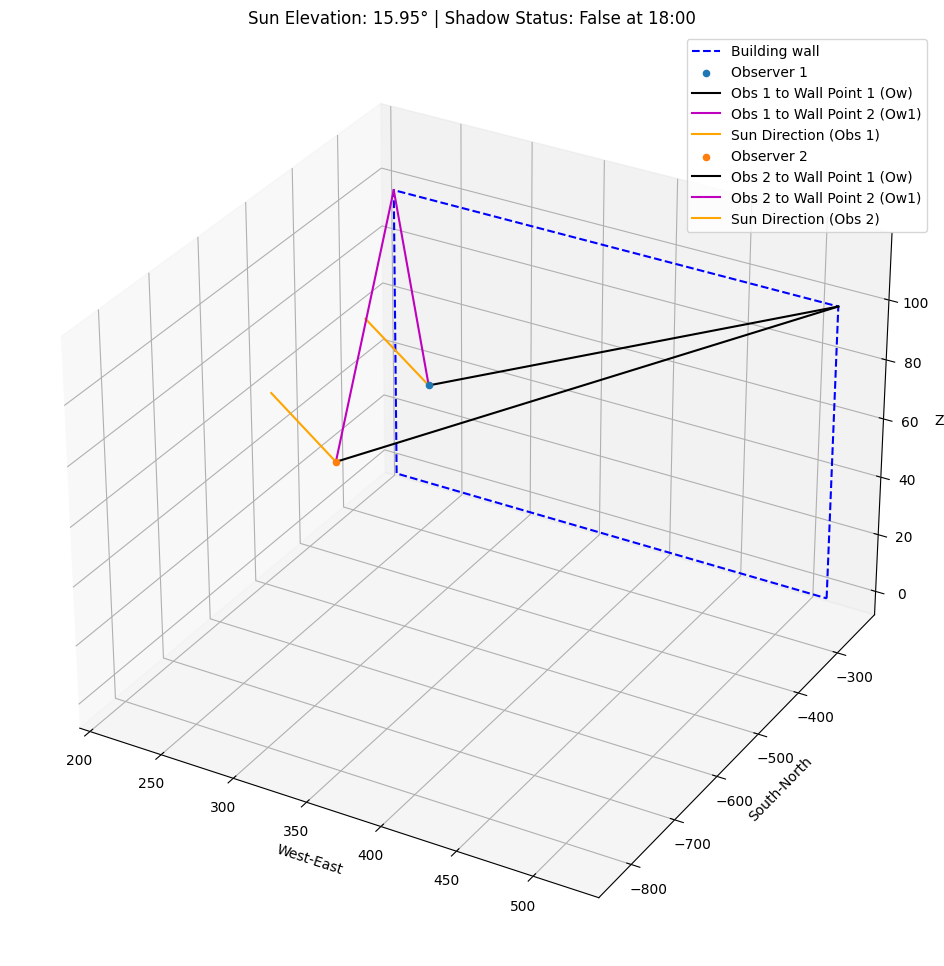 Sun Elevation: 15.95° | Shadow Status: False at 18:00
Building wall
Observer 1
Obs 1 to Wall Point 1 (Ow)
Obs 1 to Wall Point 2 (Ow1)
Sun Direction (Obs 1)
Observer 2
Obs 2 to Wall Point 1 (Ow)
Obs 2 to Wall Point 2 (Ow1)
Sun Direction (Obs 2)
100
80
60
Z
40
20
0
−300
−400
−500
−600
−700
−800
South-North
200
250
300
350
400
450
500
West-East